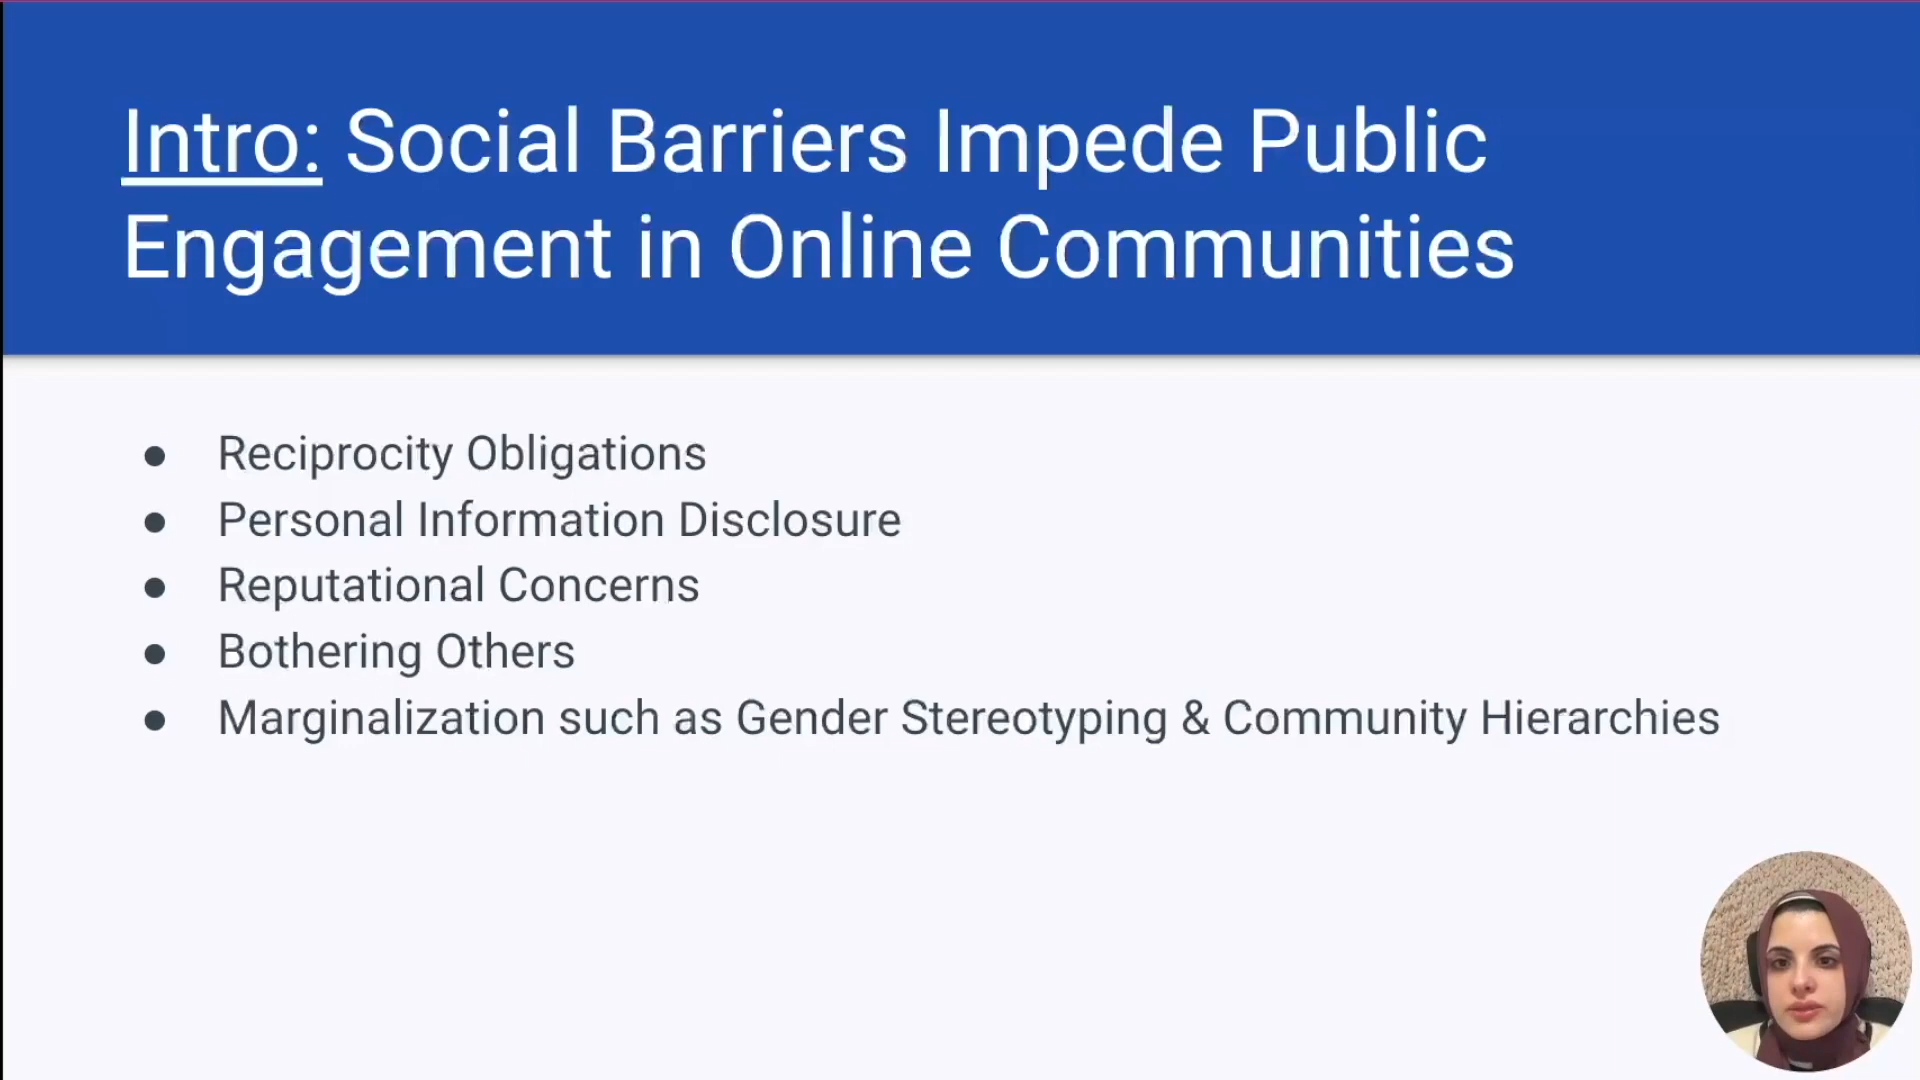 Intro: Social Barriers Impede Public
Engagement in Online Communities
● Reciprocity Obligations
● Personal Information Disclosure
● Reputational Concerns
● Bothering Others
● Marginalization such as Gender Stereotyping & Community Hierarchies